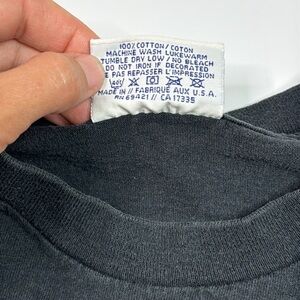 100% COTTON / COTON
MACHINE WASH LUKEWARM
TUMBLE DRY LOW / NO BLEACH
DO NOT IRON IF DECORATED
NE PAS REPASSER L'IMPRESSION
MADE IN / FABRIQUE AUX U.S.A.
RN 69421 // CA 17335